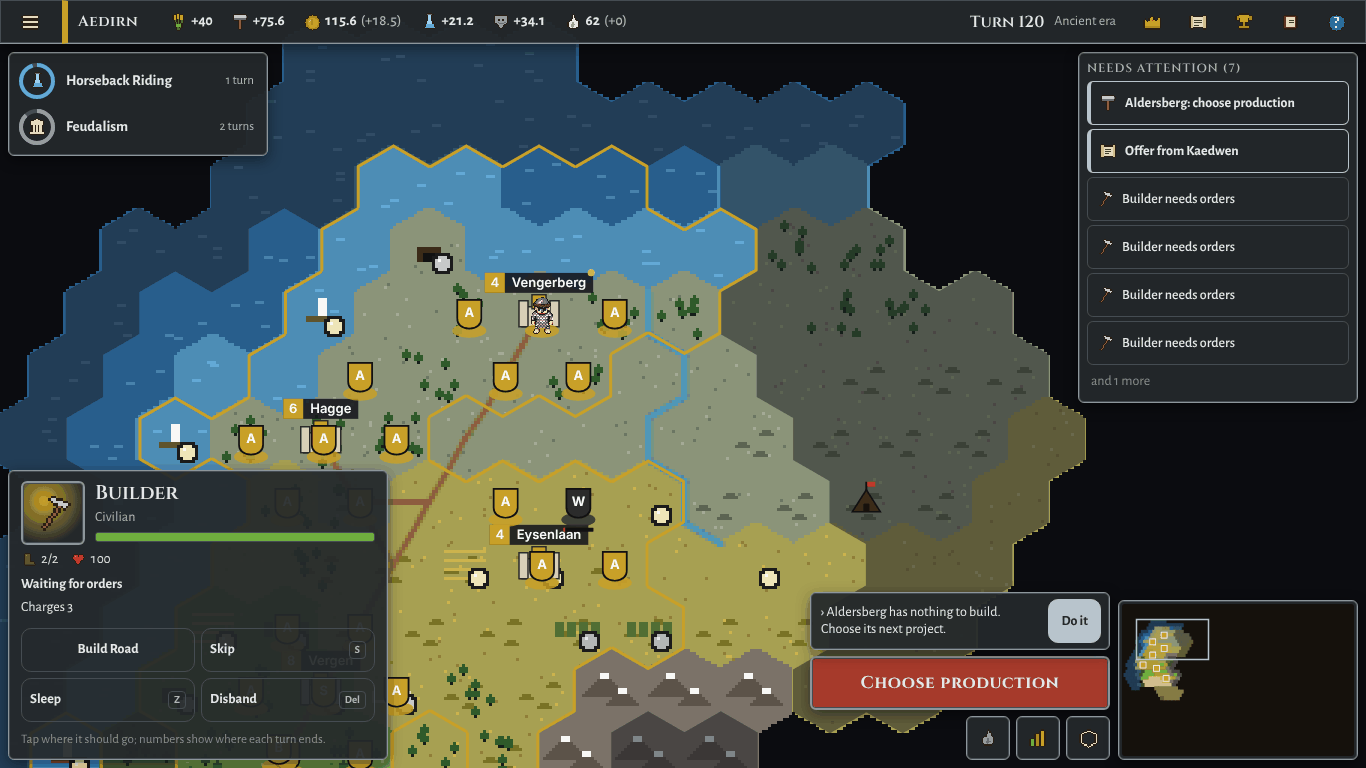 Aedirn
+40
+75.6
115.6 (+18.5)
+21.2
+34.1
62 (+0)
Turn 120
Ancient era
?
Horseback Riding
1 turn
Feudalism
2 turns
Needs attention (7)
Aldersberg: choose production
Offer from Kaedwen
Builder needs orders
Builder needs orders
Builder needs orders
Builder needs orders
and 1 more
4 Vengerberg
A
A
A
A
A
6 Hagge
A
A
A
A
W
4 Eysenlaan
A
A
A
Vergen
Builder
Civilian
2/2
100
Waiting for orders
Charges 3
Build Road
Skip S
Sleep Z
Disband Del
Tap where it should go; numbers show where each turn ends.
› Aldersberg has nothing to build.
Choose its next project.
Do it
Choose production